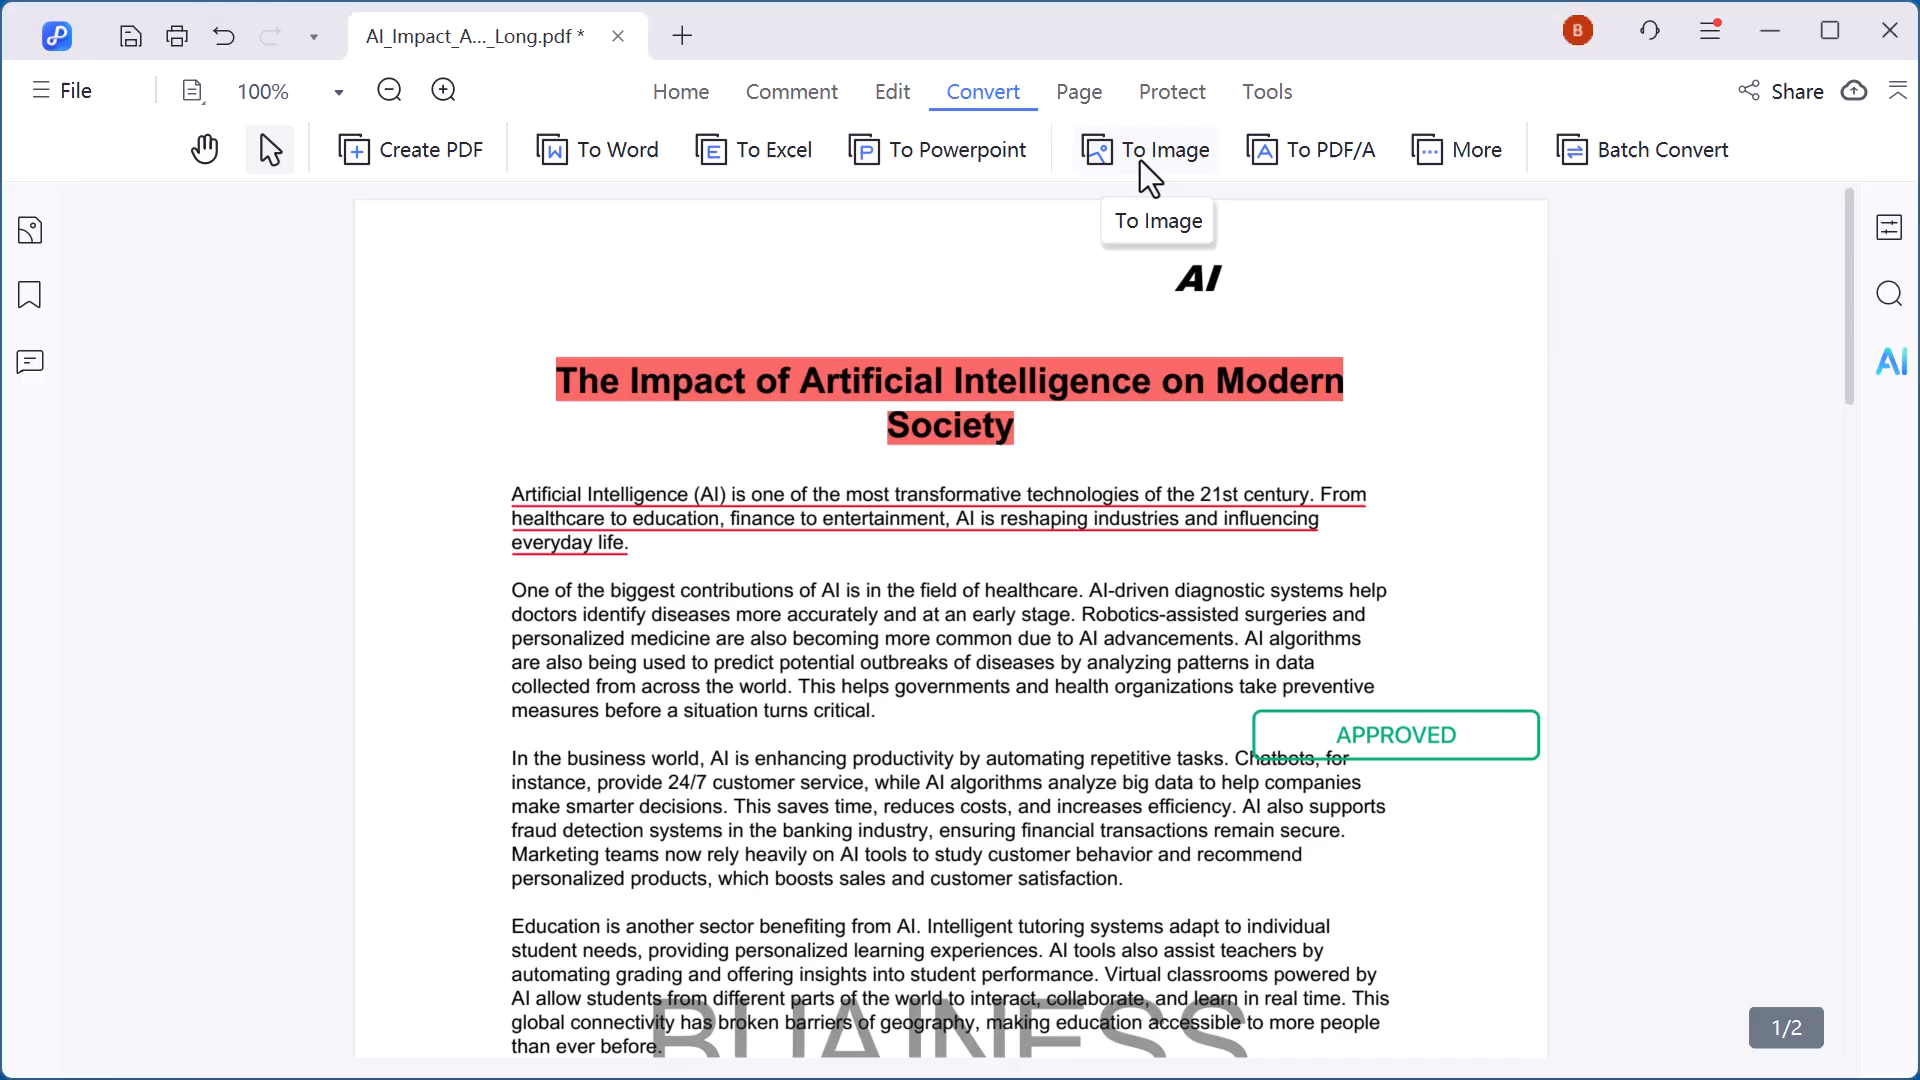 AI_Impact_A..._Long.pdf *
B
File
100%
Home Comment Edit Convert Page Protect Tools
Share
Create PDF To Word To Excel To Powerpoint To Image To PDF/A More Batch Convert
To Image
AI
The Impact of Artificial Intelligence on Modern
Society
AI
Artificial Intelligence (AI) is one of the most transformative technologies of the 21st century. From
healthcare to education, finance to entertainment, AI is reshaping industries and influencing
everyday life.
One of the biggest contributions of AI is in the field of healthcare. AI-driven diagnostic systems help
doctors identify diseases more accurately and at an early stage. Robotics-assisted surgeries and
personalized medicine are also becoming more common due to AI advancements. AI algorithms
are also being used to predict potential outbreaks of diseases by analyzing patterns in data
collected from across the world. This helps governments and health organizations take preventive
measures before a situation turns critical.
APPROVED
In the business world, AI is enhancing productivity by automating repetitive tasks. Chatbots, for
instance, provide 24/7 customer service, while AI algorithms analyze big data to help companies
make smarter decisions. This saves time, reduces costs, and increases efficiency. AI also supports
fraud detection systems in the banking industry, ensuring financial transactions remain secure.
Marketing teams now rely heavily on AI tools to study customer behavior and recommend
personalized products, which boosts sales and customer satisfaction.
Education is another sector benefiting from AI. Intelligent tutoring systems adapt to individual
student needs, providing personalized learning experiences. AI tools also assist teachers by
automating grading and offering insights into student performance. Virtual classrooms powered by
AI allow students from different parts of the world to interact, collaborate, and learn in real time. This
global connectivity has broken barriers of geography, making education accessible to more people
than ever before.
1/2